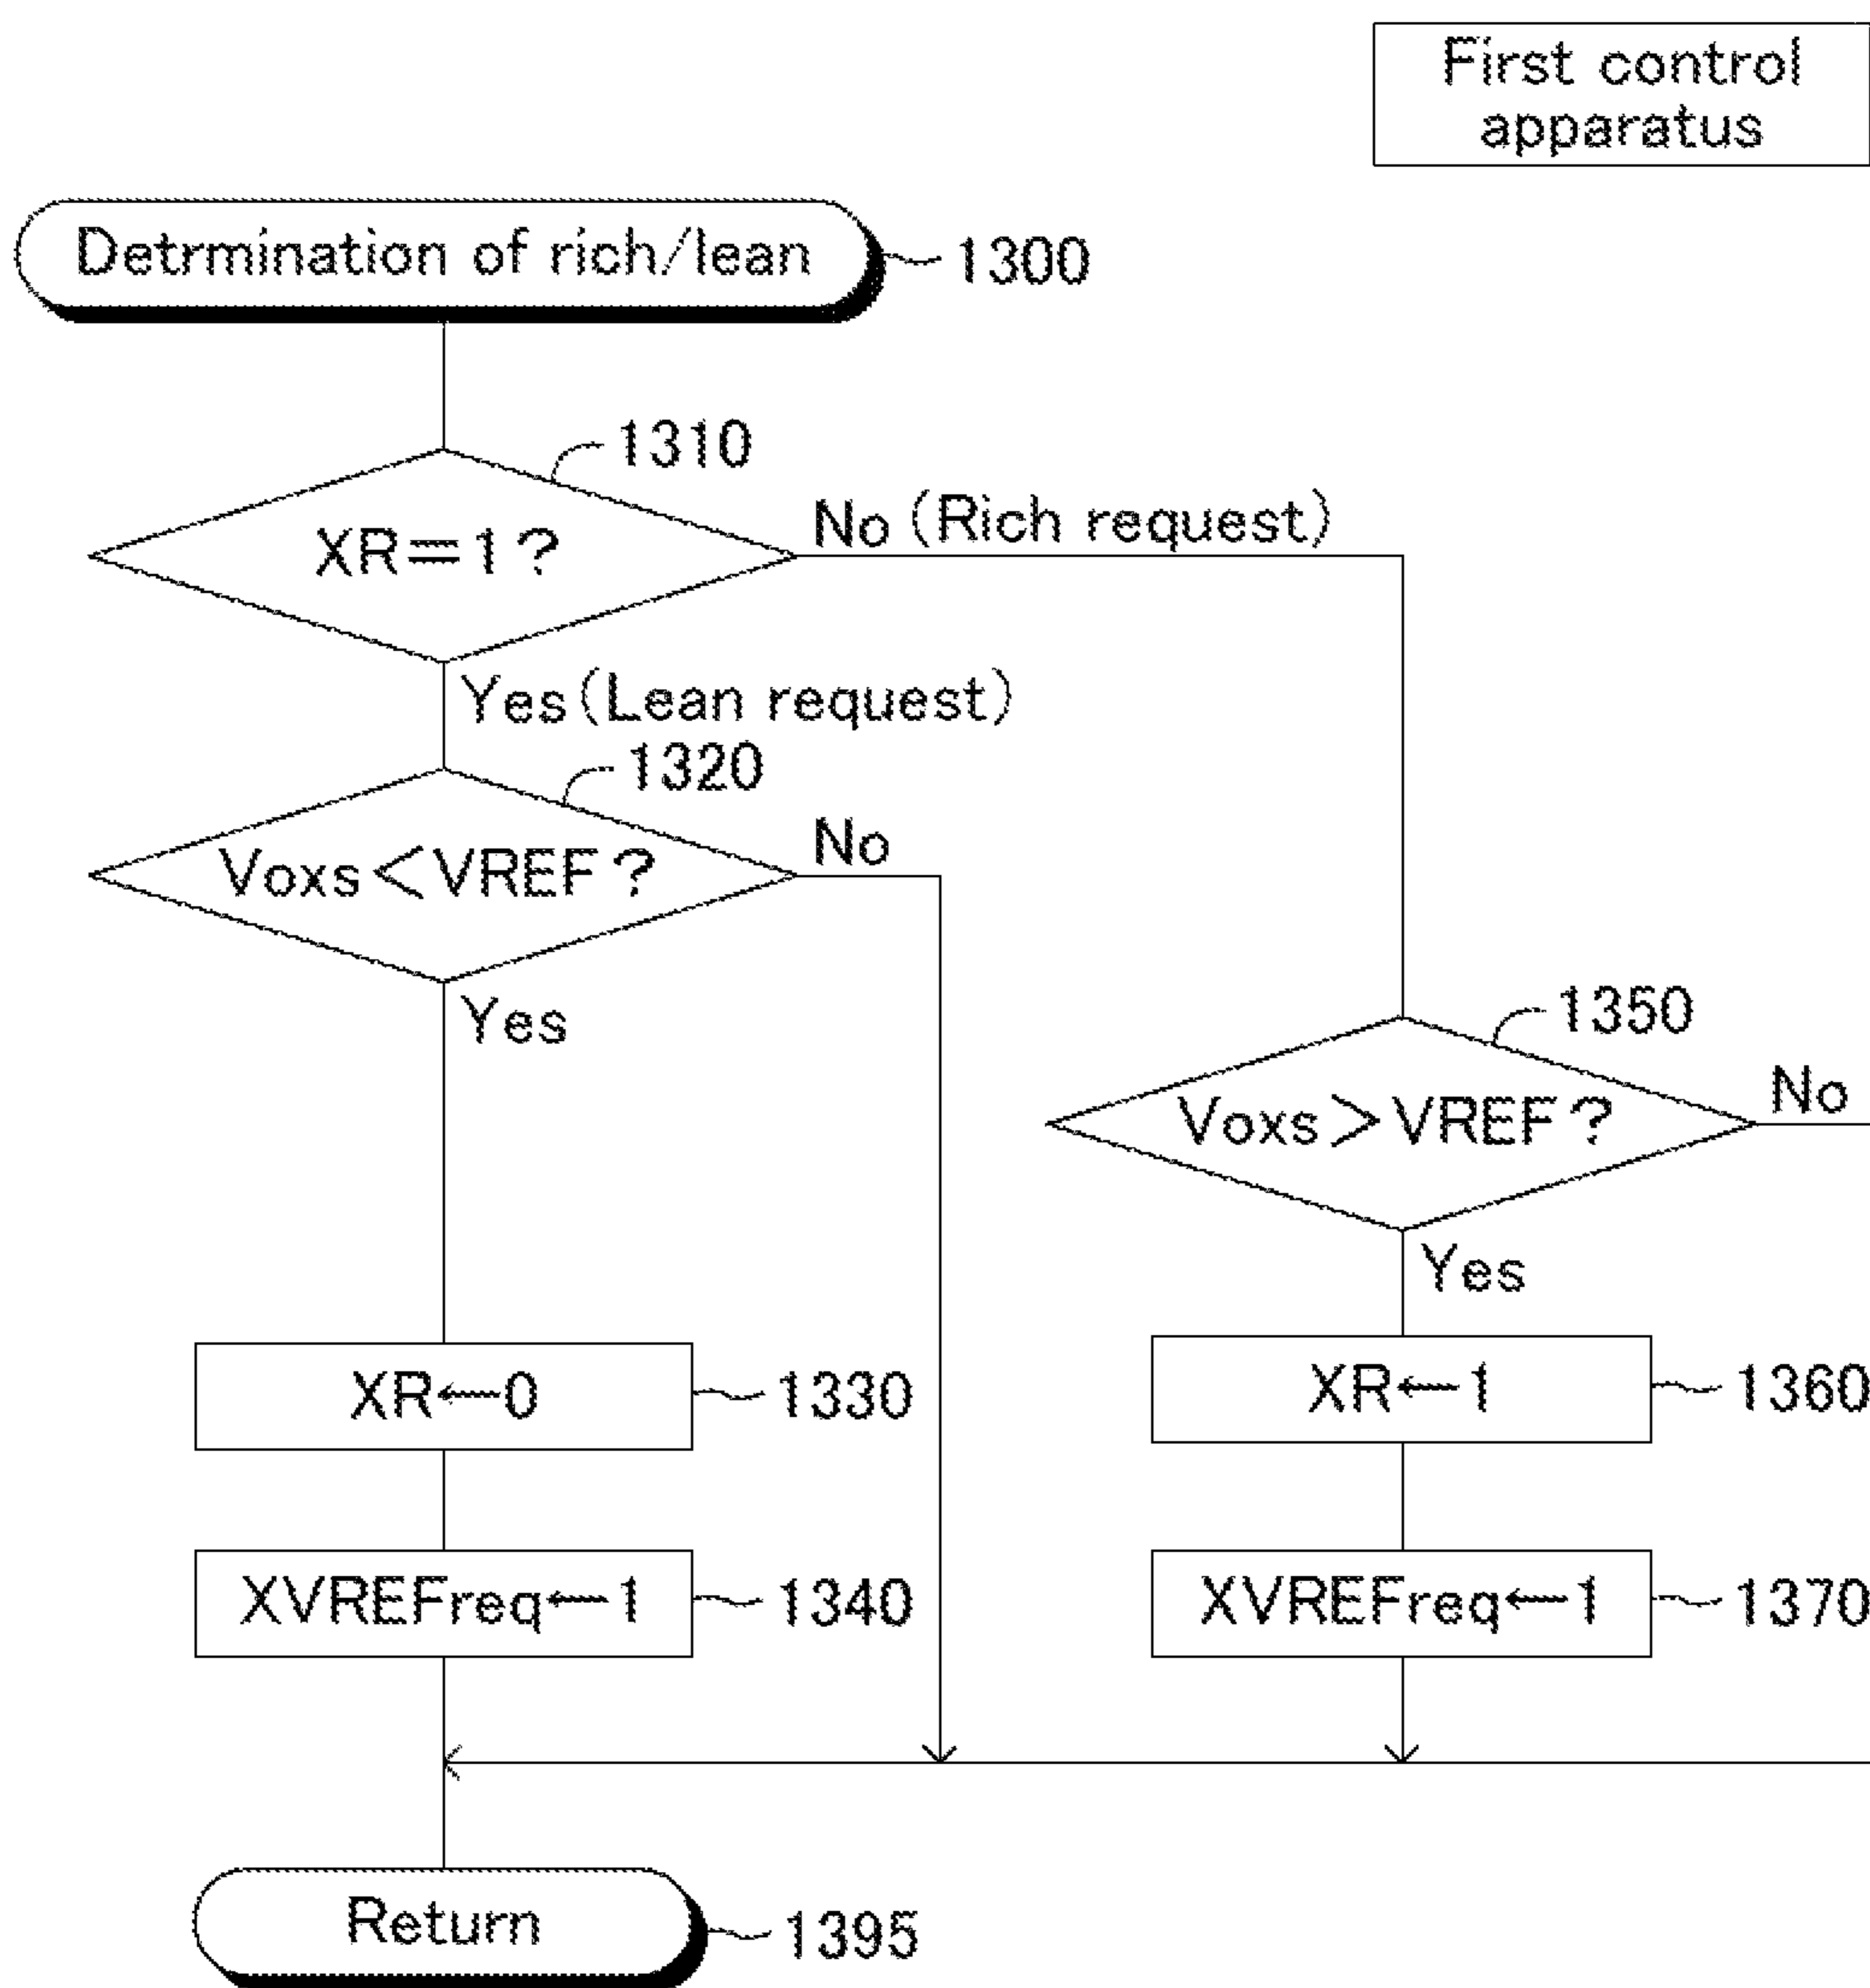 First control
apparatus
Detrmination of rich/lean
1300
1310
XR=1?
No (Rich request)
Yes (Lean request)
1320
Voxs<VREF?
No
Yes
1350
Voxs>VREF?
No
Yes
XR←0
1330
XR←1
1360
XVREFreq←1
1340
XVREFreq←1
1370
Return
1395